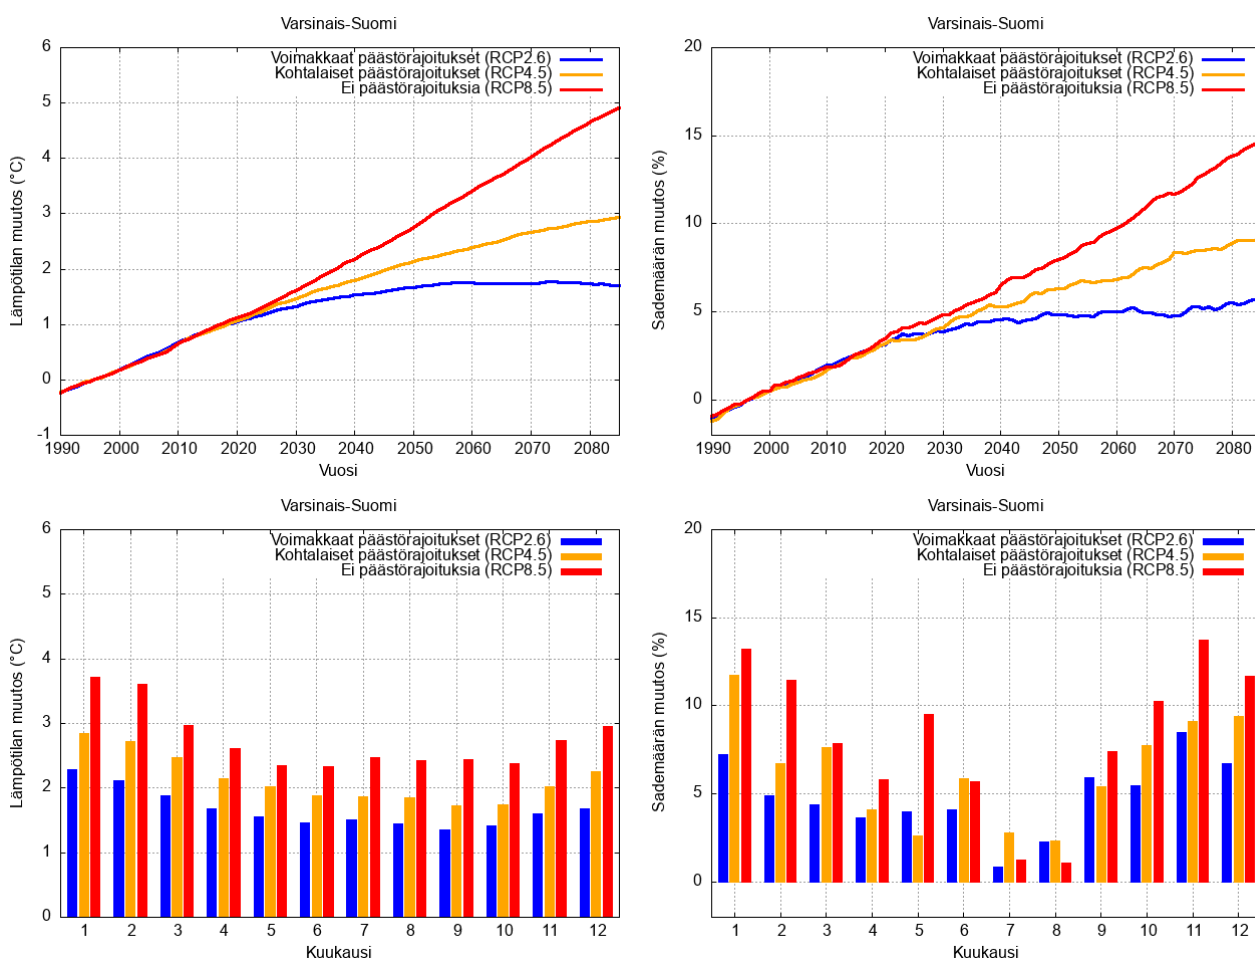 Varsinais-Suomi
Voimakkaat päästörajoitukset (RCP2.6)
Kohtalaiset päästörajoitukset (RCP4.5)
Ei päästörajoituksia (RCP8.5)
Lämpötilan muutos (°C)
6
5
4
3
2
1
0
-1
1990 2000 2010 2020 2030 2040 2050 2060 2070 2080
Vuosi
Varsinais-Suomi
Voimakkaat päästörajoitukset (RCP2.6)
Kohtalaiset päästörajoitukset (RCP4.5)
Ei päästörajoituksia (RCP8.5)
Sademäärän muutos (%)
20
15
10
5
0
1990 2000 2010 2020 2030 2040 2050 2060 2070 2080
Vuosi
Varsinais-Suomi
Voimakkaat päästörajoitukset (RCP2.6)
Kohtalaiset päästörajoitukset (RCP4.5)
Ei päästörajoituksia (RCP8.5)
Lämpötilan muutos (°C)
6
5
4
3
2
1
0
1 2 3 4 5 6 7 8 9 10 11 12
Kuukausi
Varsinais-Suomi
Voimakkaat päästörajoitukset (RCP2.6)
Kohtalaiset päästörajoitukset (RCP4.5)
Ei päästörajoituksia (RCP8.5)
Sademäärän muutos (%)
20
15
10
5
0
1 2 3 4 5 6 7 8 9 10 11 12
Kuukausi